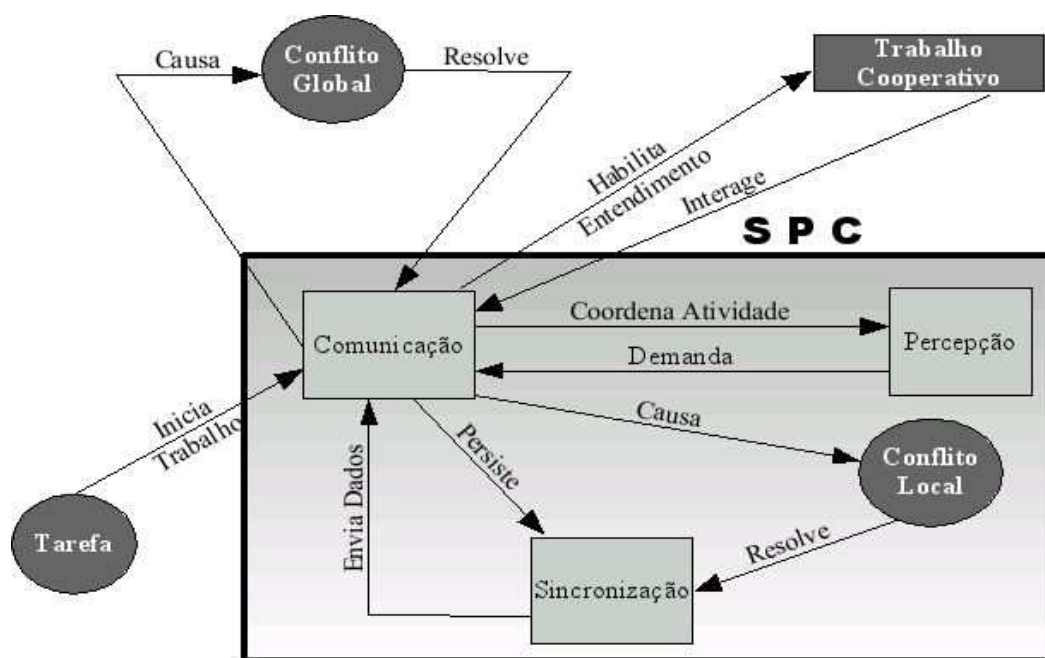 Causa
Conflito
Global
Resolve
Trabalho
Cooperativo
Habilita
Entendimento
Interage
S P C
Comunicação
Coordena Atividade
Demanda
Percepção
Inicia
Trabalho
Causa
Persiste
Envia Dados
Conflito
Local
Resolve
Tarefa
Sincronização